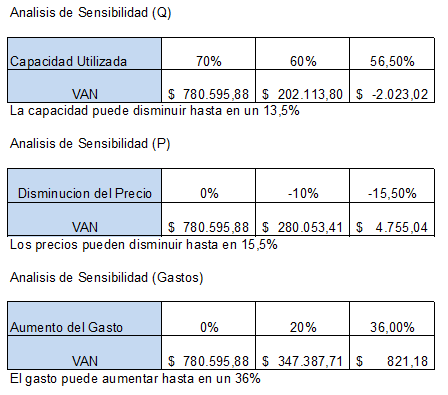 Analisis de Sensibilidad (Q)
Capacidad Utilizada 70% 60% 56,50%
VAN $ 780.595,88 $ 202.113,80 $ -2.023,02
La capacidad puede disminuir hasta en un 13,5%
Analisis de Sensibilidad (P)
Disminucion del Precio 0% -10% -15,50%
VAN $ 780.595,88 $ 280.053,41 $ 4.755,04
Los precios pueden disminuir hasta en 15,5%
Analisis de Sensibilidad (Gastos)
Aumento del Gasto 0% 20% 36,00%
VAN $ 780.595,88 $ 347.387,71 $ 821,18
El gasto puede aumentar hasta en un 36%